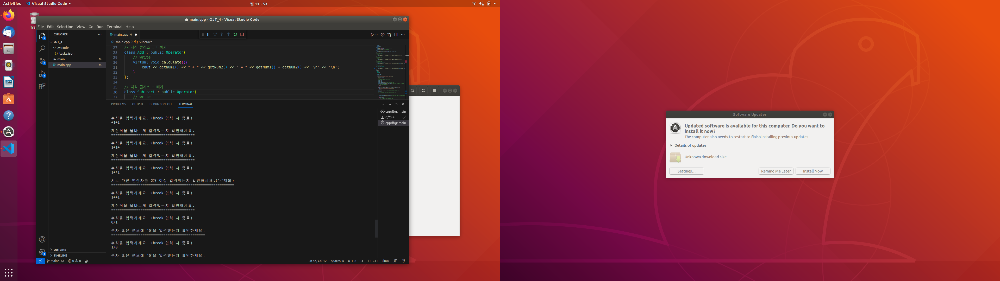 Activities
Visual Studio Code
월 13 : 53
Tra
main.cpp - OJT_4 - Visual Studio Code
File Edit Selection View Go Run Terminal Help
EXPLORER
OJT_4
.vscode
tasks.json
main M
main.cpp M
OUTLINE
TIMELINE
main.cpp M
main.cpp > Subtract
27 // 자식 클래스 : 더하기
28 class Add : public Operator{
29 // write
30 virtual void calculate(){
31 cout << getNum1() << " + " << getNum2() << " = " << getNum1() + getNum2() << '\n' << '\n';
32 }
33 };
34
35 // 자식 클래스 : 빼기
36 class Subtract : public Operator{
37 // write
PROBLEMS OUTPUT DEBUG CONSOLE TERMINAL
수식을 입력하세요. (break 입력 시 종료)
+1+1
계산식을 올바르게 입력했는지 확인하세요.
========================================
수식을 입력하세요. (break 입력 시 종료)
1+1+
계산식을 올바르게 입력했는지 확인하세요.
========================================
수식을 입력하세요. (break 입력 시 종료)
1+*1
서로 다른 연산자를 2개 이상 입력했는지 확인하세요.('-'제외)
===========================================================
수식을 입력하세요. (break 입력 시 종료)
1++1
계산식을 올바르게 입력했는지 확인하세요.
========================================
수식을 입력하세요. (break 입력 시 종료)
0/1
분자 혹은 분모에 '0'을 입력했는지 확인하세요.
=============================================
수식을 입력하세요. (break 입력 시 종료)
1/0
분자 혹은 분모에 '0'을 입력했는지 확인하세요.
cppdbg: main
C/C++: ...
cppdbg: main
main* 0 0
Ln 36, Col 12 Spaces: 4 UTF-8 LF {} C++ Linux
Software Updater
Updated software is available for this computer. Do you want to
install it now?
The computer also needs to restart to finish installing previous updates.
Details of updates
Unknown download size.
Settings...
Remind Me Later
Install Now